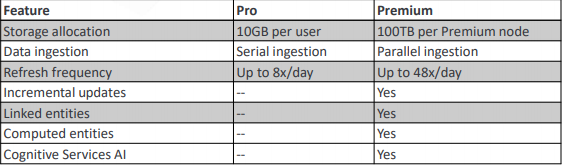 Feature Pro Premium
Storage allocation 10GB per user 100TB per Premium node
Data ingestion Serial ingestion Parallel ingestion
Refresh frequency Up to 8x/day Up to 48x/day
Incremental updates -- Yes
Linked entities -- Yes
Computed entities -- Yes
Cognitive Services AI -- Yes